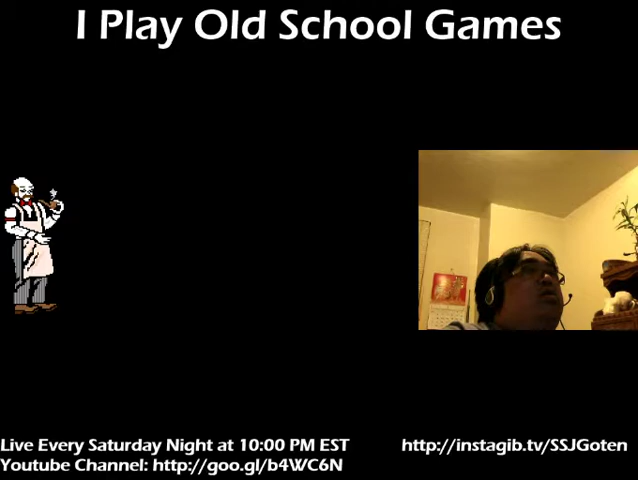 I Play Old School Games
Live Every Saturday Night at 10:00 PM EST
http://instagib.tv/SSJGoten
Youtube Channel: http://goo.gl/b4WC6N